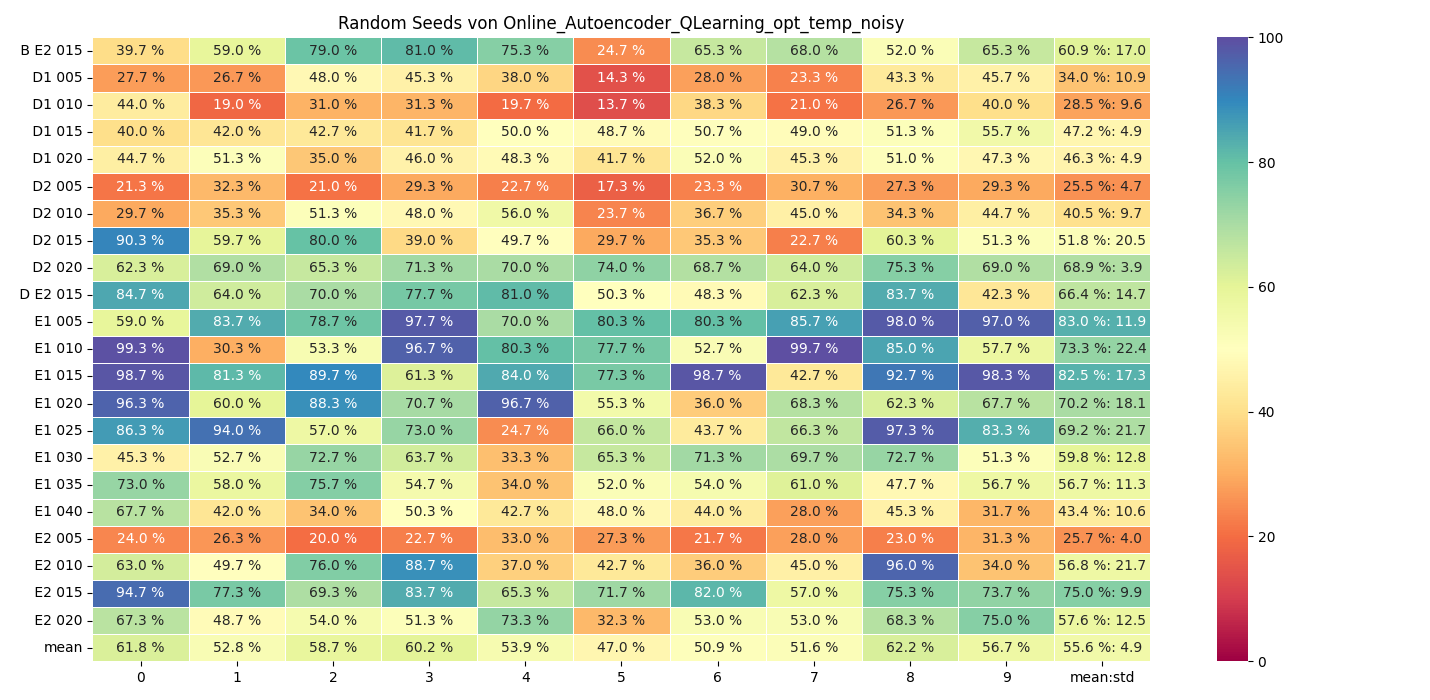 Random Seeds von Online_Autoencoder_QLearning_opt_temp_noisy
B E2 015 39.7 % 59.0 % 79.0 % 81.0 % 75.3 % 24.7 % 65.3 % 68.0 % 52.0 % 65.3 % 60.9 %: 17.0
D1 005 27.7 % 26.7 % 48.0 % 45.3 % 38.0 % 14.3 % 28.0 % 23.3 % 43.3 % 45.7 % 34.0 %: 10.9
D1 010 44.0 % 19.0 % 31.0 % 31.3 % 19.7 % 13.7 % 38.3 % 21.0 % 26.7 % 40.0 % 28.5 %: 9.6
D1 015 40.0 % 42.0 % 42.7 % 41.7 % 50.0 % 48.7 % 50.7 % 49.0 % 51.3 % 55.7 % 47.2 %: 4.9
D1 020 44.7 % 51.3 % 35.0 % 46.0 % 48.3 % 41.7 % 52.0 % 45.3 % 51.0 % 47.3 % 46.3 %: 4.9
D2 005 21.3 % 32.3 % 21.0 % 29.3 % 22.7 % 17.3 % 23.3 % 30.7 % 27.3 % 29.3 % 25.5 %: 4.7
D2 010 29.7 % 35.3 % 51.3 % 48.0 % 56.0 % 23.7 % 36.7 % 45.0 % 34.3 % 44.7 % 40.5 %: 9.7
D2 015 90.3 % 59.7 % 80.0 % 39.0 % 49.7 % 29.7 % 35.3 % 22.7 % 60.3 % 51.3 % 51.8 %: 20.5
D2 020 62.3 % 69.0 % 65.3 % 71.3 % 70.0 % 74.0 % 68.7 % 64.0 % 75.3 % 69.0 % 68.9 %: 3.9
D E2 015 84.7 % 64.0 % 70.0 % 77.7 % 81.0 % 50.3 % 48.3 % 62.3 % 83.7 % 42.3 % 66.4 %: 14.7
E1 005 59.0 % 83.7 % 78.7 % 97.7 % 70.0 % 80.3 % 80.3 % 85.7 % 98.0 % 97.0 % 83.0 %: 11.9
E1 010 99.3 % 30.3 % 53.3 % 96.7 % 80.3 % 77.7 % 52.7 % 99.7 % 85.0 % 57.7 % 73.3 %: 22.4
E1 015 98.7 % 81.3 % 89.7 % 61.3 % 84.0 % 77.3 % 98.7 % 42.7 % 92.7 % 98.3 % 82.5 %: 17.3
E1 020 96.3 % 60.0 % 88.3 % 70.7 % 96.7 % 55.3 % 36.0 % 68.3 % 62.3 % 67.7 % 70.2 %: 18.1
E1 025 86.3 % 94.0 % 57.0 % 73.0 % 24.7 % 66.0 % 43.7 % 66.3 % 97.3 % 83.3 % 69.2 %: 21.7
E1 030 45.3 % 52.7 % 72.7 % 63.7 % 33.3 % 65.3 % 71.3 % 69.7 % 72.7 % 51.3 % 59.8 %: 12.8
E1 035 73.0 % 58.0 % 75.7 % 54.7 % 34.0 % 52.0 % 54.0 % 61.0 % 47.7 % 56.7 % 56.7 %: 11.3
E1 040 67.7 % 42.0 % 34.0 % 50.3 % 42.7 % 48.0 % 44.0 % 28.0 % 45.3 % 31.7 % 43.4 %: 10.6
E2 005 24.0 % 26.3 % 20.0 % 22.7 % 33.0 % 27.3 % 21.7 % 28.0 % 23.0 % 31.3 % 25.7 %: 4.0
E2 010 63.0 % 49.7 % 76.0 % 88.7 % 37.0 % 42.7 % 36.0 % 45.0 % 96.0 % 34.0 % 56.8 %: 21.7
E2 015 94.7 % 77.3 % 69.3 % 83.7 % 65.3 % 71.7 % 82.0 % 57.0 % 75.3 % 73.7 % 75.0 %: 9.9
E2 020 67.3 % 48.7 % 54.0 % 51.3 % 73.3 % 32.3 % 53.0 % 53.0 % 68.3 % 75.0 % 57.6 %: 12.5
mean 61.8 % 52.8 % 58.7 % 60.2 % 53.9 % 47.0 % 50.9 % 51.6 % 62.2 % 56.7 % 55.6 %: 4.9
0 1 2 3 4 5 6 7 8 9 mean:std
100
80
60
40
20
0